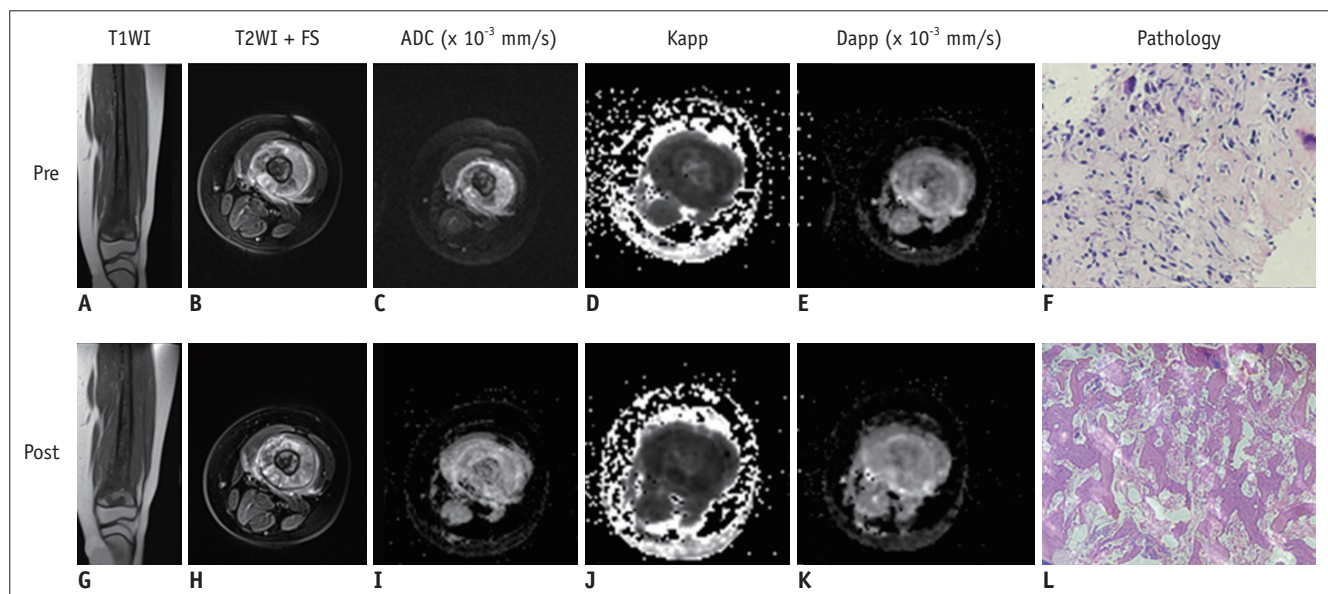 T1WI T2WI + FS ADC (x 10⁻³ mm/s) Kapp Dapp (x 10⁻³ mm/s) Pathology
Pre
A B C D E F
Post
G H I J K L